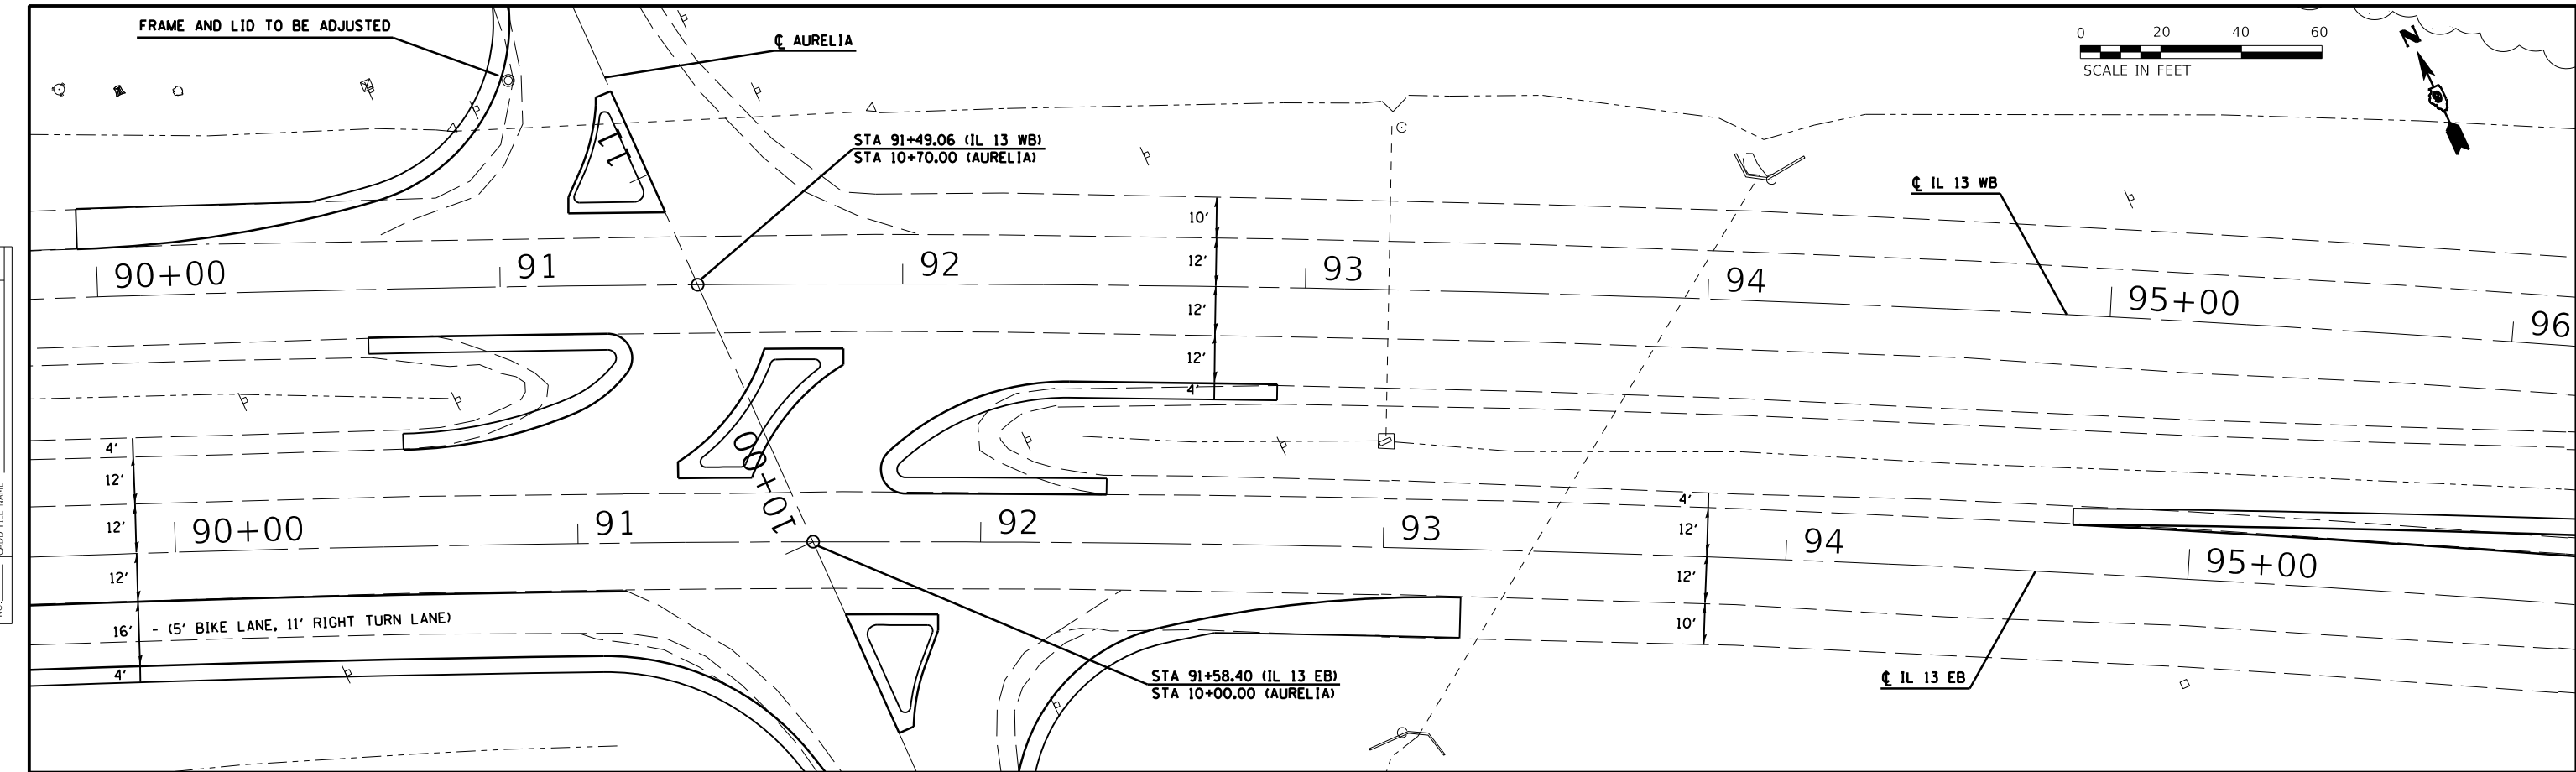 FRAME AND LID TO BE ADJUSTED
℄ AURELIA
0 20 40 60
SCALE IN FEET
N
11
STA 91+49.06 (IL 13 WB)
STA 10+70.00 (AURELIA)
℄ IL 13 WB
10'
12'
12'
12'
4'
90+00 91 92 93 94 95+00 96
4'
12'
12'
12'
16' - (5' BIKE LANE, 11' RIGHT TURN LANE)
4'
10+00
90+00 91 92 93 94 95+00
4'
12'
12'
10'
STA 91+58.40 (IL 13 EB)
STA 10+00.00 (AURELIA)
℄ IL 13 EB